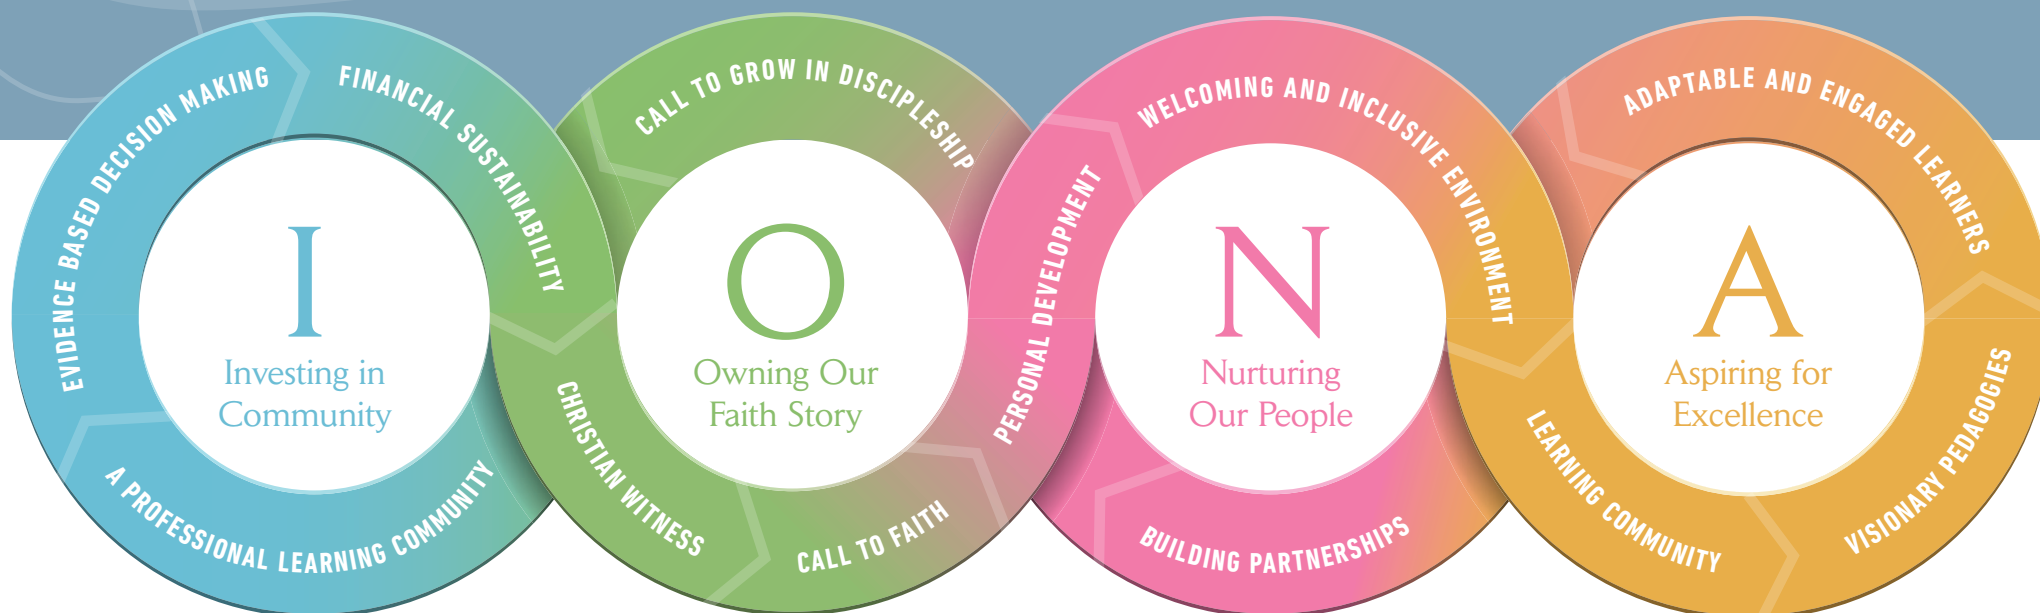 EVIDENCE BASED DECISION MAKING
FINANCIAL SUSTAINABILITY
A PROFESSIONAL LEARNING COMMUNITY
I
Investing in
Community
CALL TO GROW IN DISCIPLESHIP
CHRISTIAN WITNESS
CALL TO FAITH
O
Owning Our
Faith Story
PERSONAL DEVELOPMENT
WELCOMING AND INCLUSIVE ENVIRONMENT
BUILDING PARTNERSHIPS
N
Nurturing
Our People
ADAPTABLE AND ENGAGED LEARNERS
LEARNING COMMUNITY
VISIONARY PEDAGOGIES
A
Aspiring for
Excellence